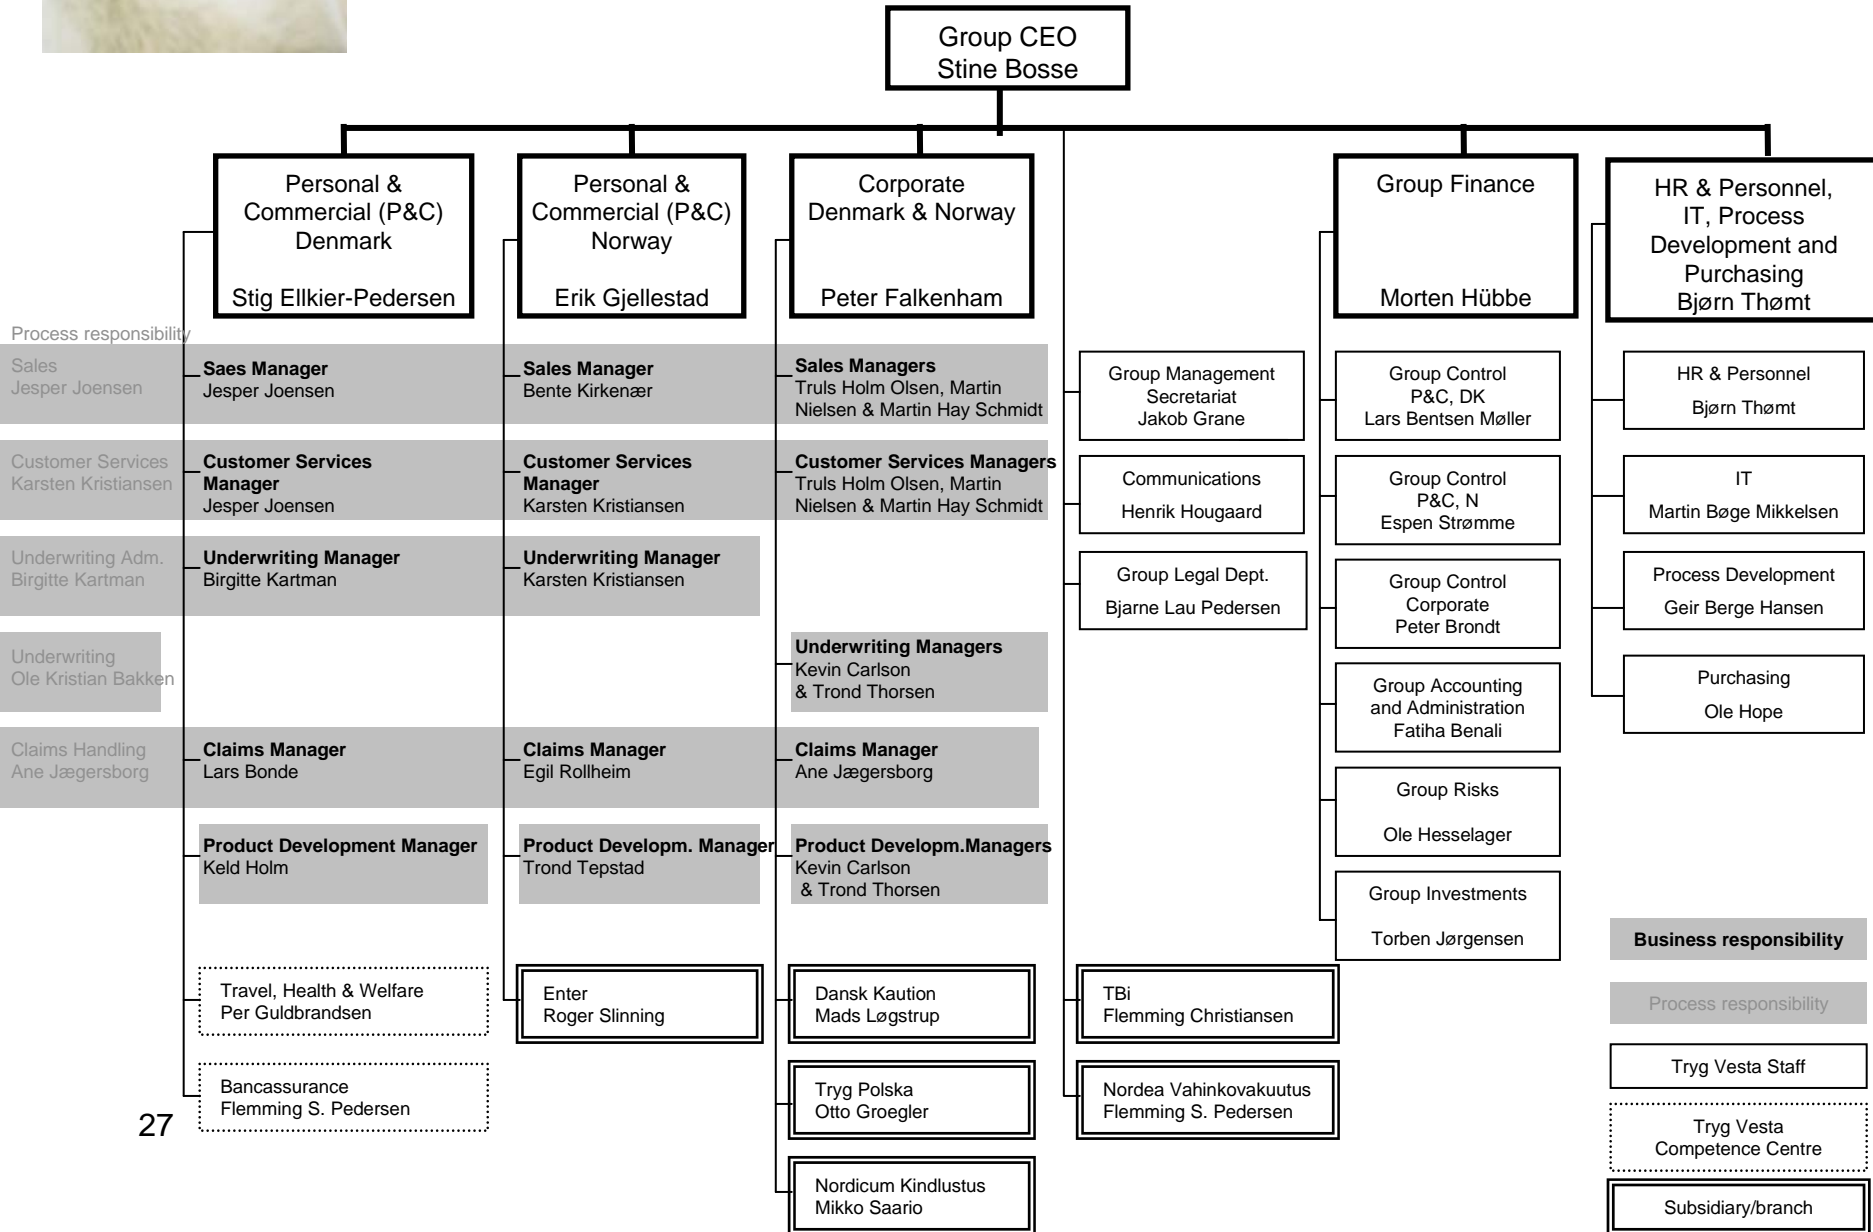 Group CEO
Stine Bosse
Personal &
Commercial (P&C)
Denmark
Stig Ellkier-Pedersen
Personal &
Commercial (P&C)
Norway
Erik Gjellestad
Corporate
Denmark & Norway
Peter Falkenham
Group Finance
Morten Hübbe
HR & Personnel,
IT, Process
Development and
Purchasing
Bjørn Thømt
Process responsibility
Sales
Jesper Joensen
Saes Manager
Jesper Joensen
Sales Manager
Bente Kirkenær
Sales Managers
Truls Holm Olsen, Martin
Nielsen & Martin Hay Schmidt
Customer Services
Karsten Kristiansen
Customer Services
Manager
Jesper Joensen
Customer Services
Manager
Karsten Kristiansen
Customer Services Managers
Truls Holm Olsen, Martin
Nielsen & Martin Hay Schmidt
Underwriting Adm.
Birgitte Kartman
Underwriting Manager
Birgitte Kartman
Underwriting Manager
Karsten Kristiansen
Underwriting
Ole Kristian Bakken
Underwriting Managers
Kevin Carlson
& Trond Thorsen
Claims Handling
Ane Jægersborg
Claims Manager
Lars Bonde
Claims Manager
Egil Rollheim
Claims Manager
Ane Jægersborg
Product Development Manager
Keld Holm
Product Developm. Manager
Trond Tepstad
Product Developm.Managers
Kevin Carlson
& Trond Thorsen
Travel, Health & Welfare
Per Guldbrandsen
Bancassurance
Flemming S. Pedersen
Enter
Roger Slinning
Dansk Kaution
Mads Løgstrup
Tryg Polska
Otto Groegler
Nordicum Kindlustus
Mikko Saario
Group Management
Secretariat
Jakob Grane
Communications
Henrik Hougaard
Group Legal Dept.
Bjarne Lau Pedersen
TBi
Flemming Christiansen
Nordea Vahinkovakuutus
Flemming S. Pedersen
Group Control
P&C, DK
Lars Bentsen Møller
Group Control
P&C, N
Espen Strømme
Group Control
Corporate
Peter Brondt
Group Accounting
and Administration
Fatiha Benali
Group Risks
Ole Hesselager
Group Investments
Torben Jørgensen
HR & Personnel
Bjørn Thømt
IT
Martin Bøge Mikkelsen
Process Development
Geir Berge Hansen
Purchasing
Ole Hope
Business responsibility
Process responsibility
Tryg Vesta Staff
Tryg Vesta
Competence Centre
Subsidiary/branch
27